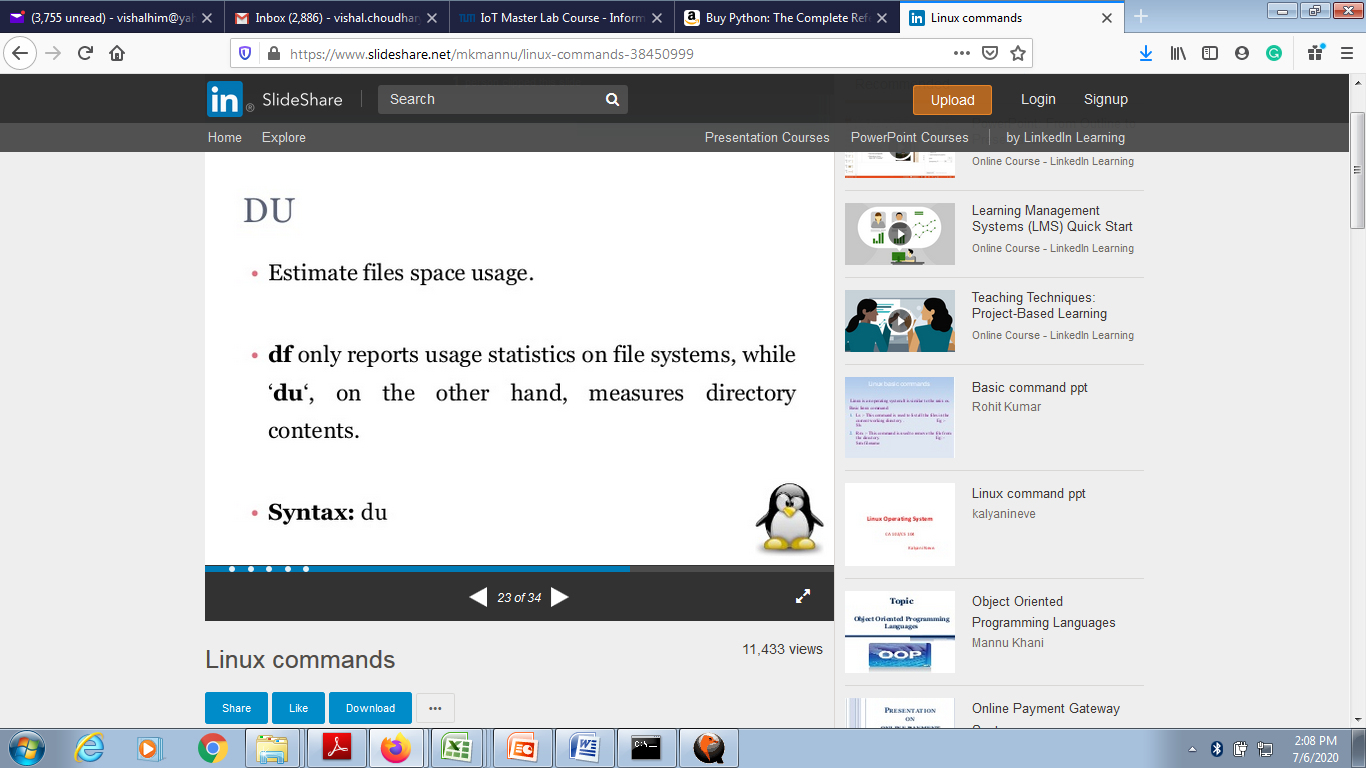 (3,755 unread) - vishalhim@ya
Inbox (2,886) - vishal.choudhar
IoT Master Lab Course - Inform
Buy Python: The Complete Ref
Linux commands
https://www.slideshare.net/mkmannu/linux-commands-38450999
in SlideShare
Search
Upload
Login
Signup
Home
Explore
Presentation Courses
PowerPoint Courses
by LinkedIn Learning
DU
• Estimate files space usage.
• df only reports usage statistics on file systems, while
‘du‘, on the other hand, measures directory
contents.
• Syntax: du
23 of 34
Linux commands
11,433 views
Share
Like
Download
Online Course - LinkedIn Learning
Learning Management
Systems (LMS) Quick Start
Online Course - LinkedIn Learning
Teaching Techniques:
Project-Based Learning
Online Course - LinkedIn Learning
Linux basic commands
Basic command ppt
Rohit Kumar
Linux Operating System
Linux command ppt
kalyanineve
Topic
Object Oriented Programming
Languages
OOP
Object Oriented
Programming Languages
Mannu Khani
PRESENTATION
ON
Online Payment Gateway
2:08 PM
7/6/2020